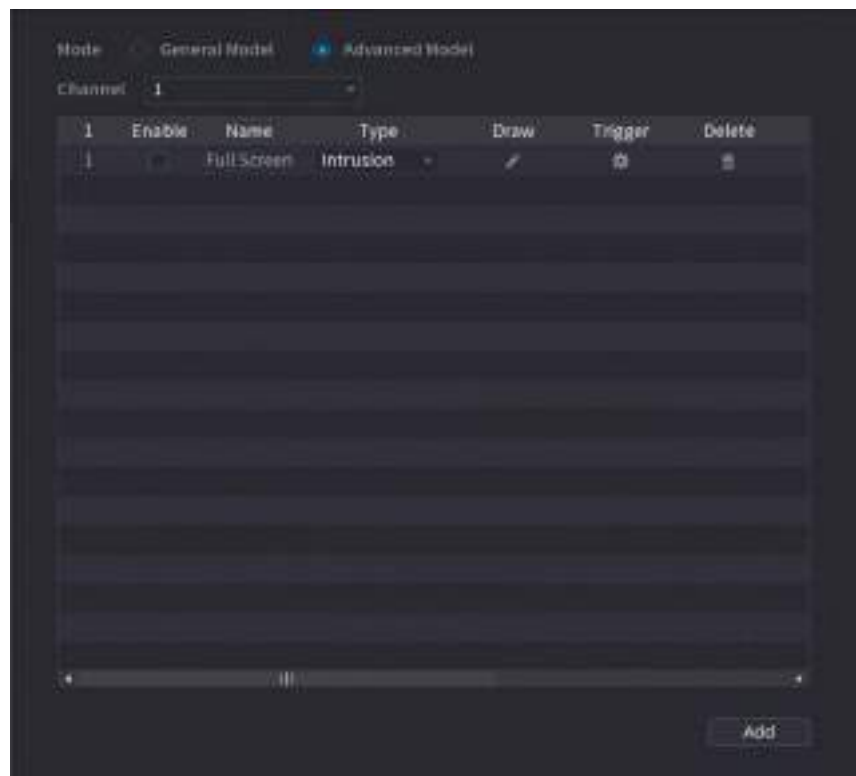 Mode General Model Advanced Model
Channel 1
1 Enable Name Type Draw Trigger Delete
1 Full Screen Intrusion
Add